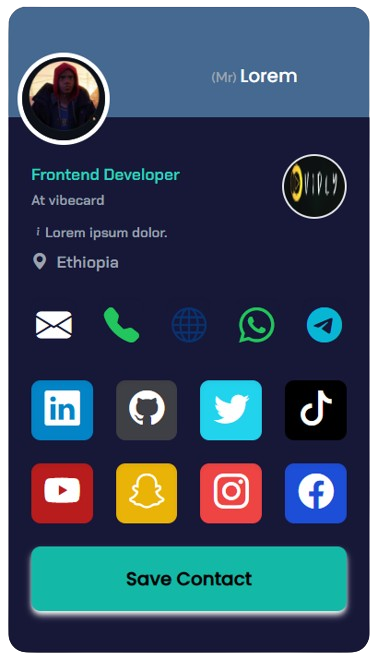 (Mr) Lorem
Frontend Developer
At vibecard
ViDLY
i Lorem ipsum dolor.
Ethiopia
in
Save Contact